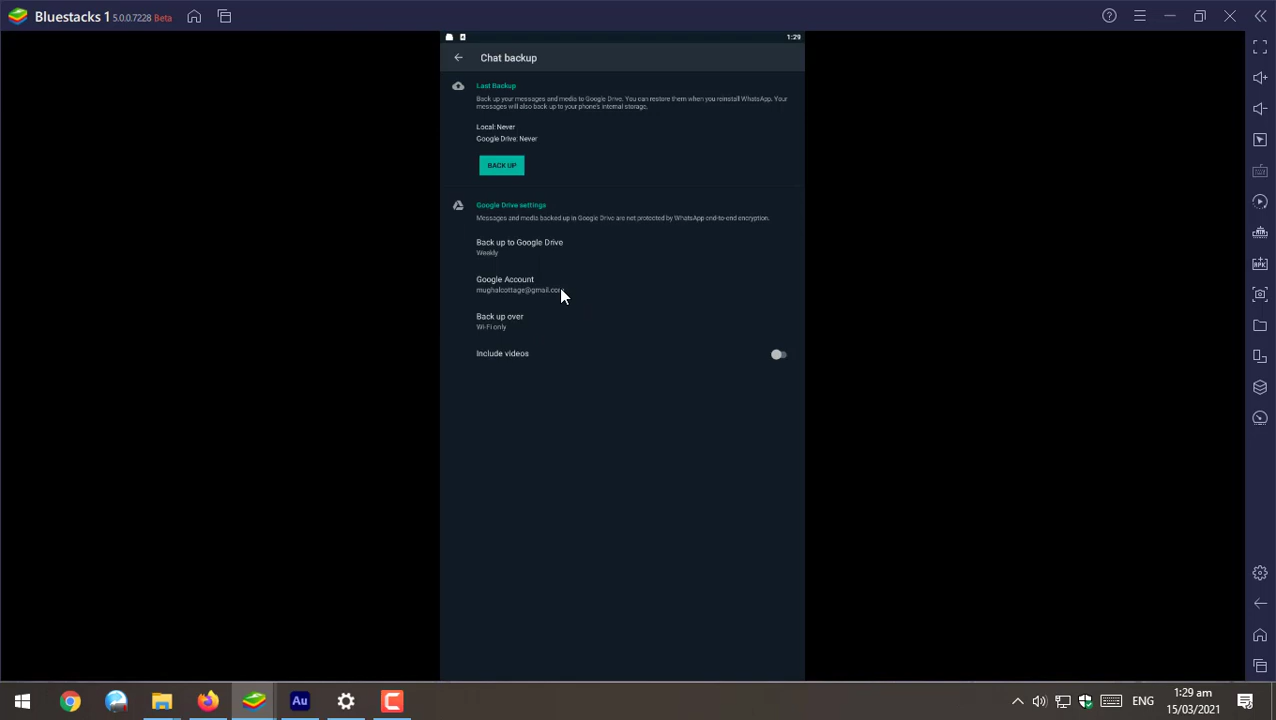 Bluestacks 1 5.0.0.7228 Beta
1:29
Chat backup
Last Backup
Back up your messages and media to Google Drive. You can restore them when you reinstall WhatsApp. Your
messages will also back up to your phone's internal storage.
Local: Never
Google Drive: Never
BACK UP
Google Drive settings
Messages and media backed up in Google Drive are not protected by WhatsApp end-to-end encryption.
Back up to Google Drive
Weekly
Google Account
mughalcottage@gmail.com
Back up over
Wi-Fi only
Include videos
Au
ENG
1:29 am
15/03/2021